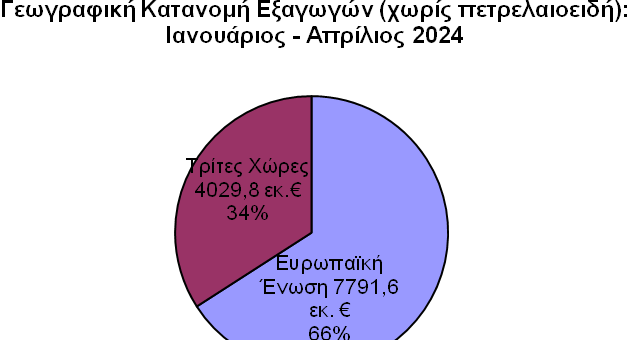 Γεωγραφική Κατανομή Εξαγωγών (χωρίς πετρελαιοειδή):
Ιανουάριος - Απρίλιος 2024
Τρίτες Χώρες
4029,8 εκ.€
34%
Ευρωπαϊκή
Ένωση 7791,6
εκ. €
66%